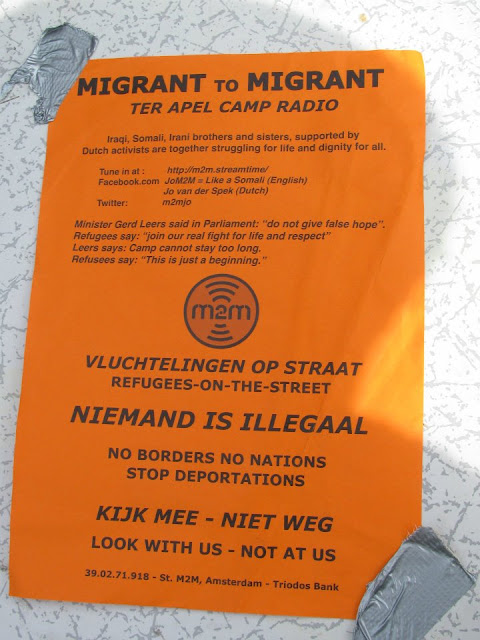 MIGRANT TO MIGRANT
TER APEL CAMP RADIO
Iraqi, Somali, Irani brothers and sisters, supported by
Dutch activists are together struggling for life and dignity for all.
Tune in at : http://m2m.streamtime/
Facebook.com JoM2M = Like a Somali (English)
Jo van der Spek (Dutch)
Twitter: m2mjo
Minister Gerd Leers said in Parliament: “do not give false hope”.
Refugees say: “join our real fight for life and respect”
Leers says: Camp cannot stay too long.
Refusees say: “This is just a beginning.“
m2m
VLUCHTELINGEN OP STRAAT
REFUGEES-ON-THE-STREET
NIEMAND IS ILLEGAAL
NO BORDERS NO NATIONS
STOP DEPORTATIONS
KIJK MEE - NIET WEG
LOOK WITH US - NOT AT US
39.02.71.918 - St. M2M, Amsterdam - Triodos Bank